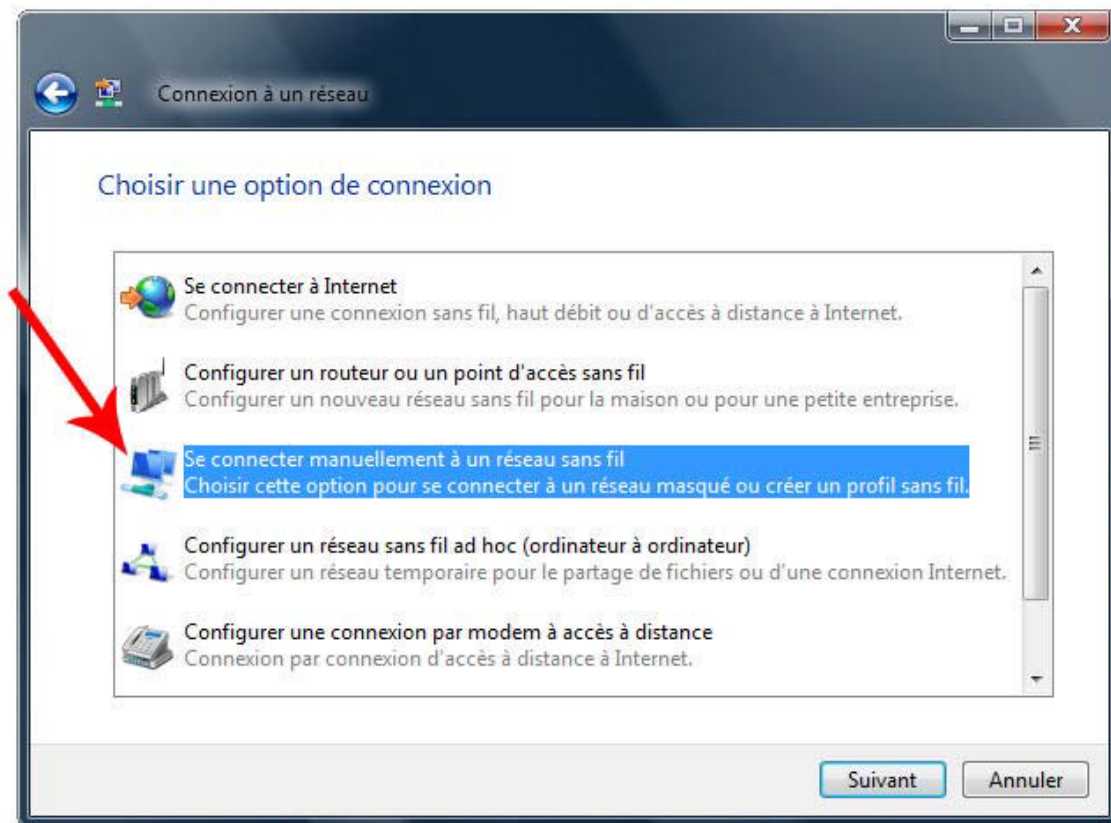 Connexion à un réseau
Choisir une option de connexion
Se connecter à Internet
Configurer une connexion sans fil, haut débit ou d'accès à distance à Internet.
Configurer un routeur ou un point d'accès sans fil
Configurer un nouveau réseau sans fil pour la maison ou pour une petite entreprise.
Se connecter manuellement à un réseau sans fil
Choisir cette option pour se connecter à un réseau masqué ou créer un profil sans fil.
Configurer un réseau sans fil ad hoc (ordinateur à ordinateur)
Configurer un réseau temporaire pour le partage de fichiers ou d'une connexion Internet.
Configurer une connexion par modem à accès à distance
Connexion par connexion d'accès à distance à Internet.
Suivant Annuler